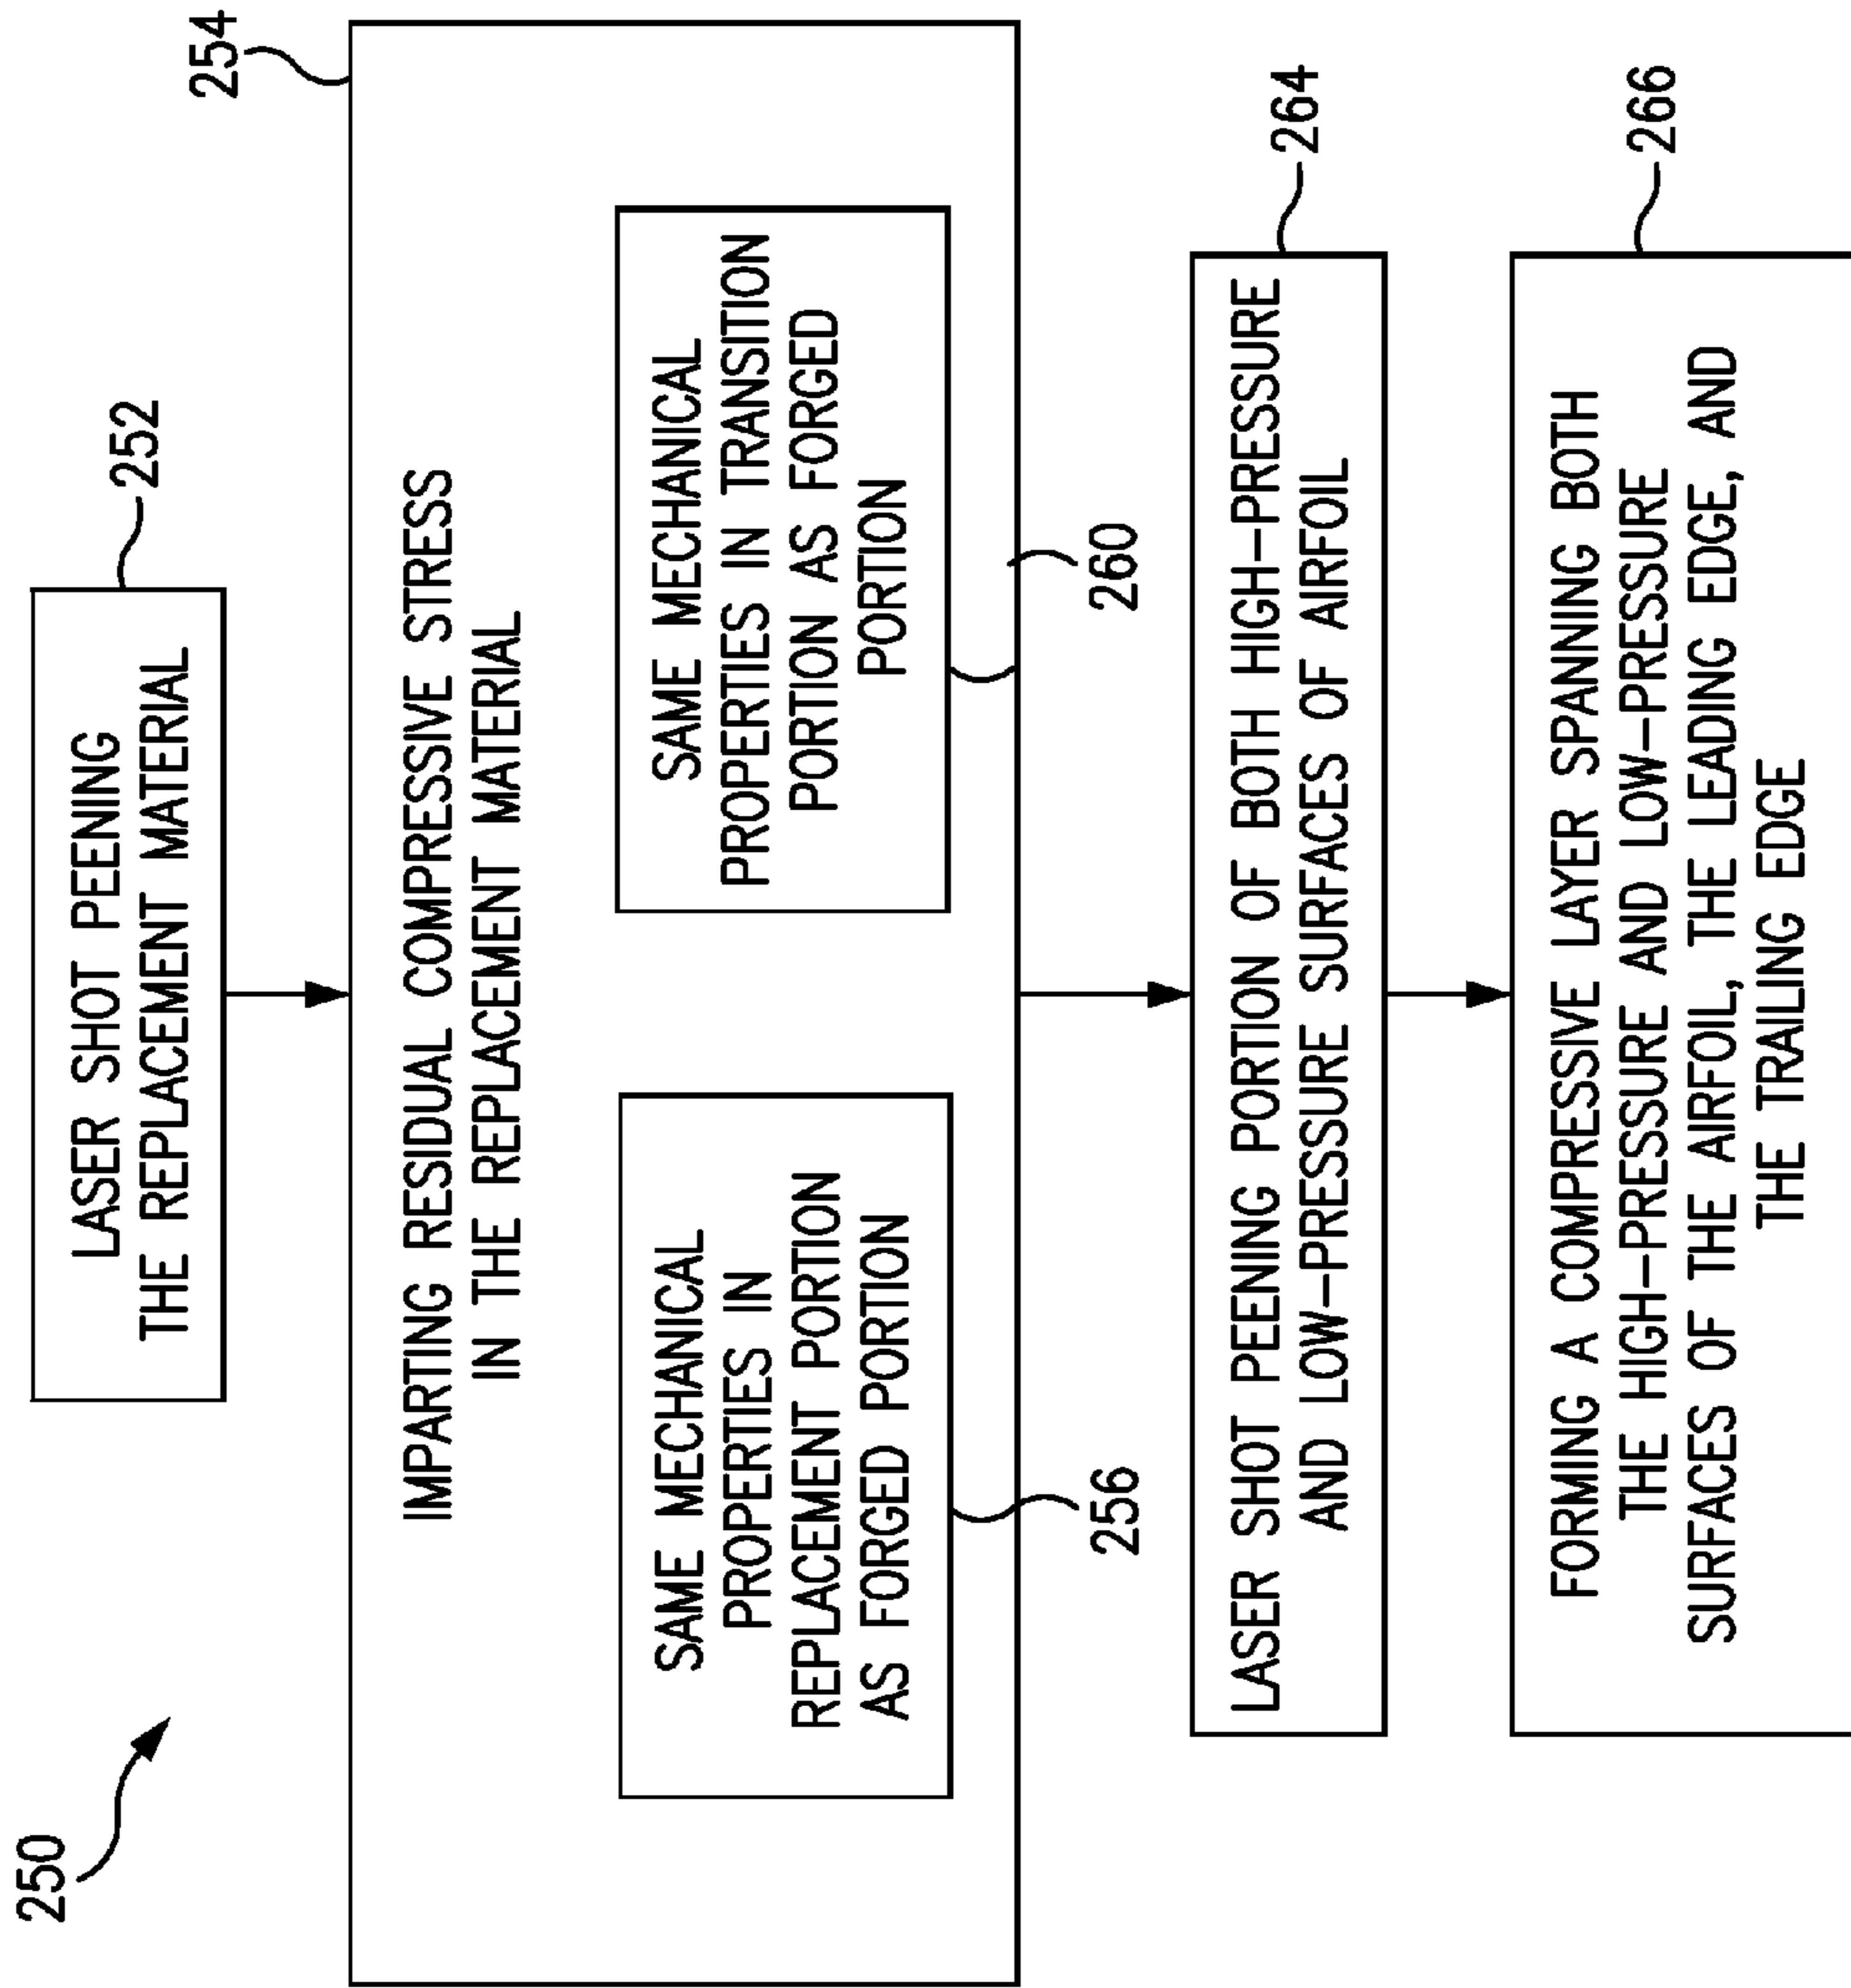 250
LASER SHOT PEENING
THE REPLACEMENT MATERIAL
252
254
IMPARTING RESIDUAL COMPRESSIVE STRESS
IN THE REPLACEMENT MATERIAL
SAME MECHANICAL
PROPERTIES IN
REPLACEMENT PORTION
AS FORGED PORTION
256
SAME MECHANICAL
PROPERTIES IN TRANSITION
PORTION AS FORGED
PORTION
260
LASER SHOT PEENING PORTION OF BOTH HIGH-PRESSURE
AND LOW-PRESSURE SURFACES OF AIRFOIL
264
FORMING A COMPRESSIVE LAYER SPANNING BOTH
THE HIGH-PRESSURE AND LOW-PRESSURE
SURFACES OF THE AIRFOIL, THE LEADING EDGE, AND
THE TRAILING EDGE
266